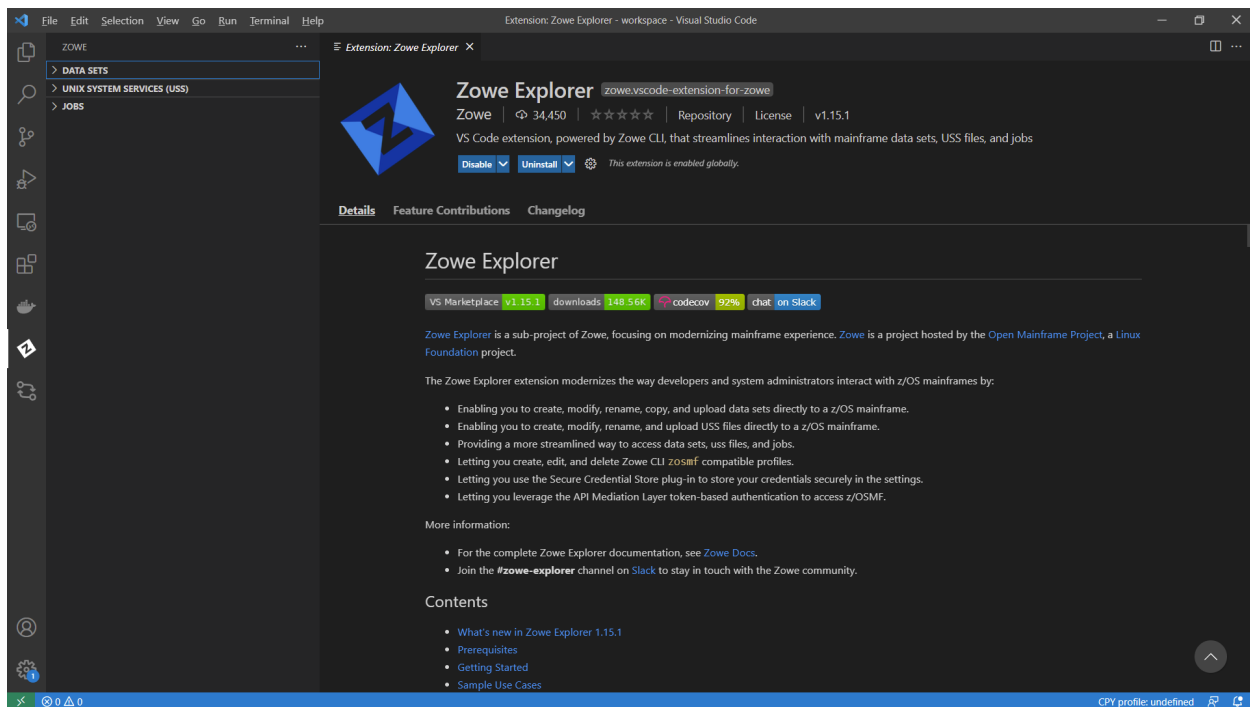 File Edit Selection View Go Run Terminal Help
Extension: Zowe Explorer - workspace - Visual Studio Code
ZOWE
DATA SETS
UNIX SYSTEM SERVICES (USS)
JOBS
Extension: Zowe Explorer
Zowe Explorer zowe.vscode-extension-for-zowe
Zowe 34,450 Repository License v1.15.1
VS Code extension, powered by Zowe CLI, that streamlines interaction with mainframe data sets, USS files, and jobs
Disable Uninstall This extension is enabled globally.
Details Feature Contributions Changelog
Zowe Explorer
VS Marketplace v1.15.1 downloads 148.56K codecov 92% chat on Slack
Zowe Explorer is a sub-project of Zowe, focusing on modernizing mainframe experience. Zowe is a project hosted by the Open Mainframe Project, a Linux
Foundation project.
The Zowe Explorer extension modernizes the way developers and system administrators interact with z/OS mainframes by:
• Enabling you to create, modify, rename, copy, and upload data sets directly to a z/OS mainframe.
• Enabling you to create, modify, rename, and upload USS files directly to a z/OS mainframe.
• Providing a more streamlined way to access data sets, uss files, and jobs.
• Letting you create, edit, and delete Zowe CLI zosmf compatible profiles.
• Letting you use the Secure Credential Store plug-in to store your credentials securely in the settings.
• Letting you leverage the API Mediation Layer token-based authentication to access z/OSMF.
More information:
• For the complete Zowe Explorer documentation, see Zowe Docs.
• Join the #zowe-explorer channel on Slack to stay in touch with the Zowe community.
Contents
• What's new in Zowe Explorer 1.15.1
• Prerequisites
• Getting Started
• Sample Use Cases
1
0 0
CPY profile: undefined